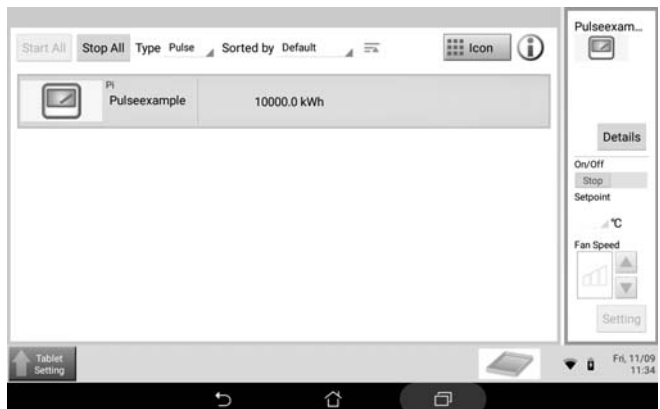 Start All Stop All Type Pulse Sorted by Default Icon
Pi
Pulseexample 10000.0 kWh
Pulseexam...
Details
On/Off
Stop
Setpoint
°C
Fan Speed
Setting
Tablet
Setting
Fri, 11/09
11:34